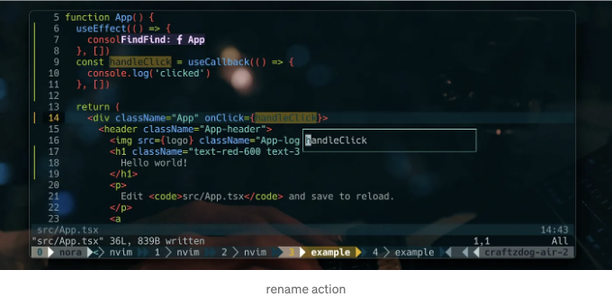 5 function App() {
6 useEffect(() => {
7 consolFindFind: f App
8 }, [])
9 const handleClick = useCallback(() => {
10 console.log('clicked')
11 }, [])
12
13 return (
14 <div className="App" onClick={handleClick}>
15 <header className="App-header">
16 <img src={logo} className="App-log
handleClick
17 <h1 className="text-red-600 text-3
18 Hello world!
19 </h1>
20 <p>
21 Edit <code>src/App.tsx</code> and save to reload.
22 </p>
23 <a
src/App.tsx 14:43
"src/App.tsx" 36L, 839B written 1,1 All
0 nora <> nvim 1 nvim 2 nvim 3 example 4 example craftzdog-air-2
rename action